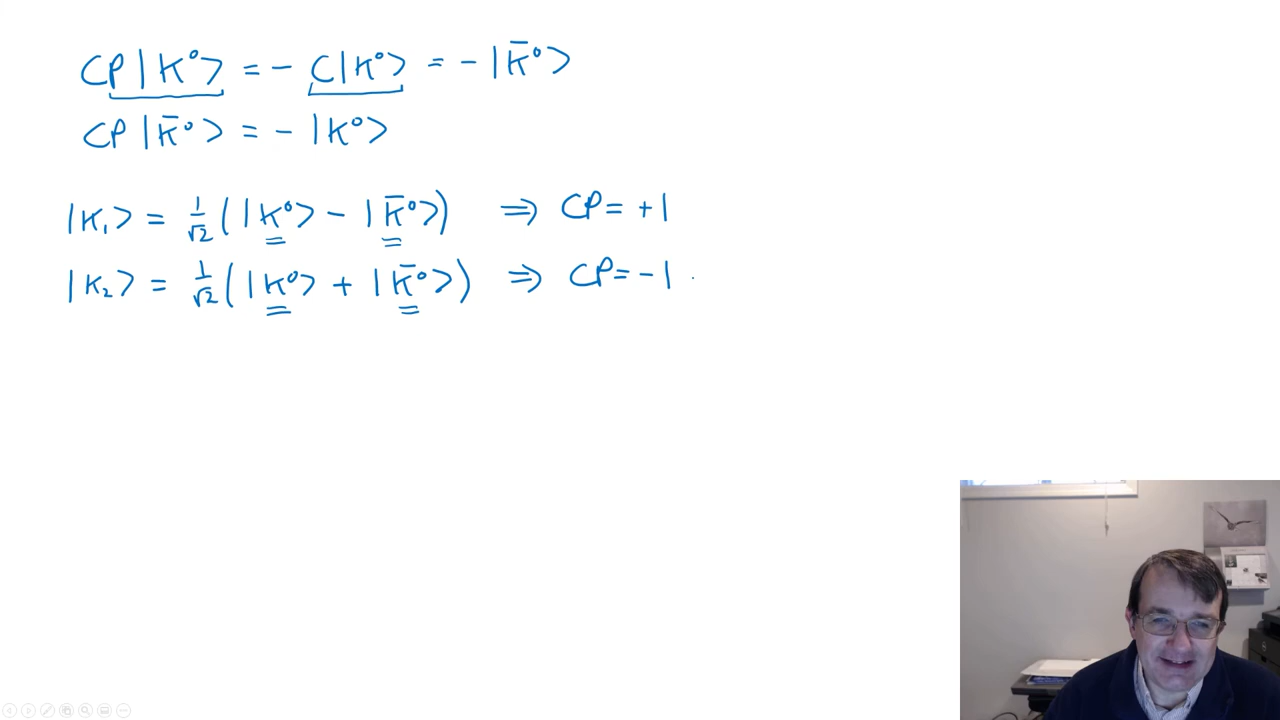 CP|K⁰> = - C|K⁰> = - |K̄⁰>
CP|K̄⁰> = - |K⁰>
|K₁> = 1/√2 (|K⁰> - |K̄⁰>) ⇒ CP = +1
|K₂> = 1/√2 (|K⁰> + |K̄⁰>) ⇒ CP = -1